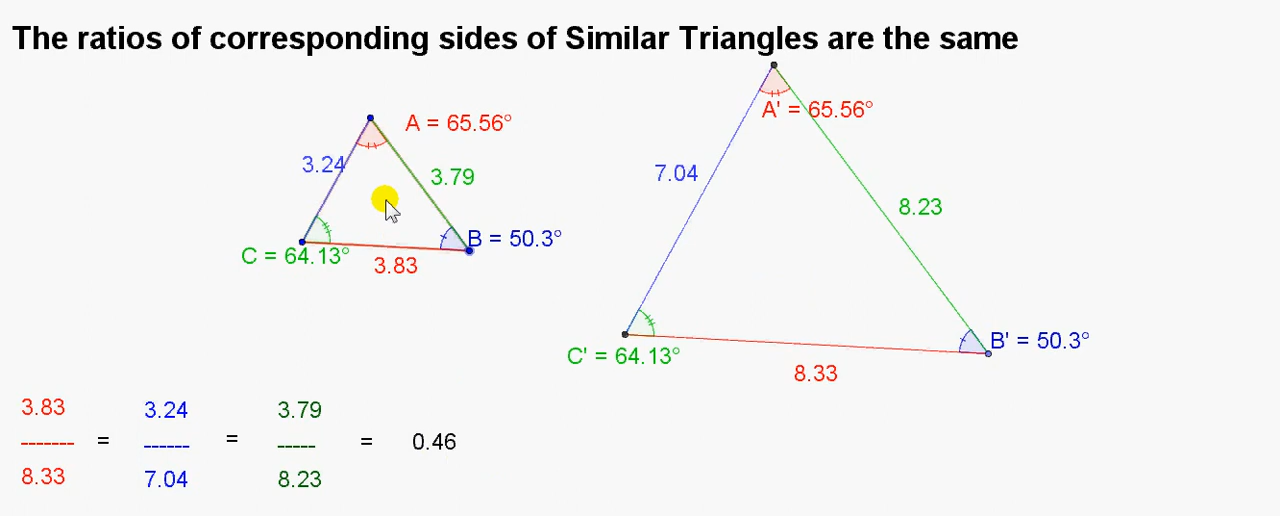 The ratios of corresponding sides of Similar Triangles are the same
A = 65.56°
3.24
3.79
B = 50.3°
C = 64.13°
3.83
A' = 65.56°
7.04
8.23
B' = 50.3°
C' = 64.13°
8.33
3.83 3.24 3.79
------- = ------ = ----- = 0.46
8.33 7.04 8.23